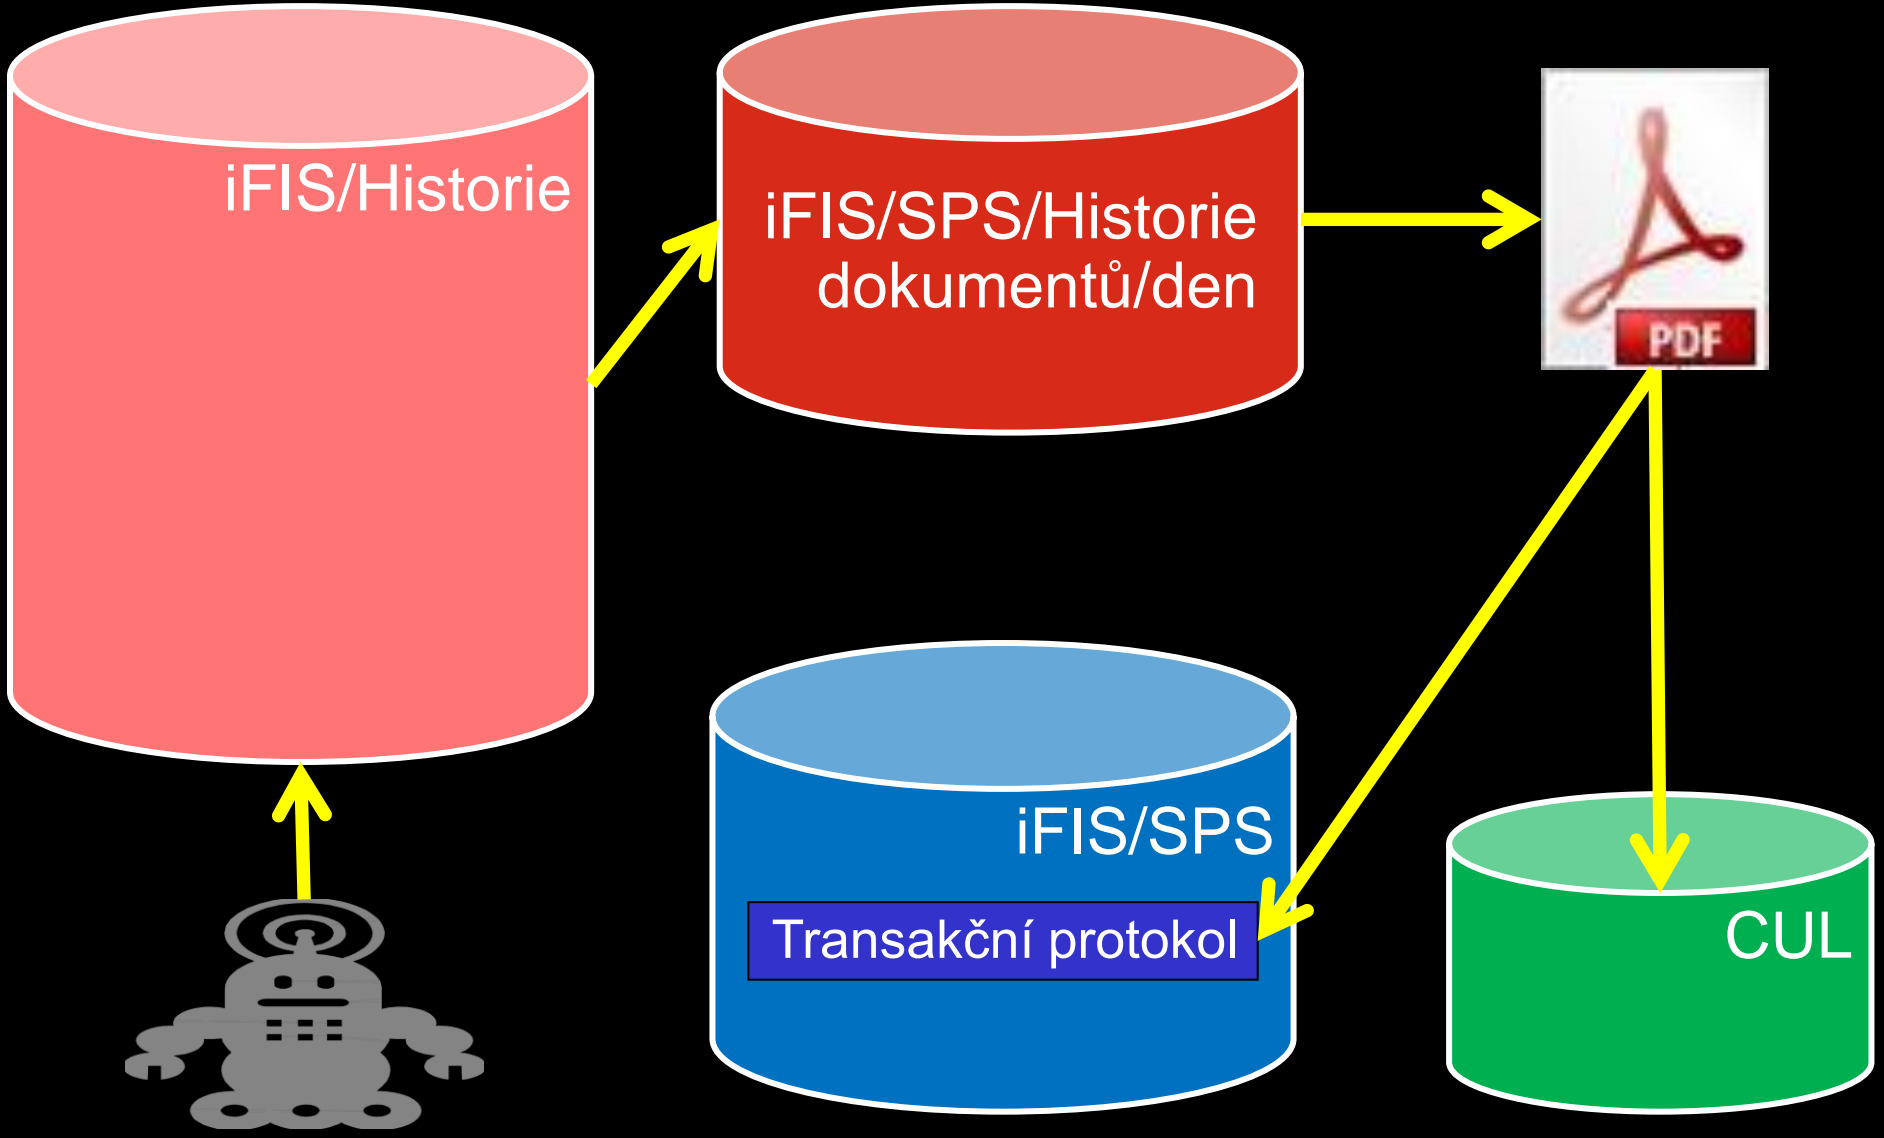 iFIS/Historie
iFIS/SPS/Historie
dokumentů/den
PDF
iFIS/SPS
Transakční protokol
CUL